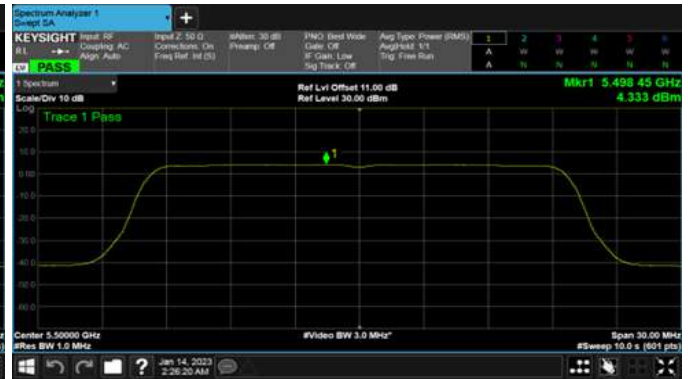 Spectrum Analyzer 1
Swept SA
+
KEYSIGHT Input: RF Input Z: 50 Ω #Atten: 30 dB PNO: Best Wide Avg Type: Power (RMS) 1 2 3 4 5 6
RL Coupling: AC Corrections: On Preamp: Off Gate: Off Avg|Hold: 1/1 A W W W W W
Align: Auto Freq Ref: Int (S) IF Gain: Low Trig: Free Run
LW PASS Sig Track: Off A N N N N N
1 Spectrum
Ref Lvl Offset 11.00 dB Mkr1 5.498 45 GHz
Scale/Div 10 dB Ref Level 30.00 dBm 4.333 dBm
Log
Trace 1 Pass
20.0
10.0
1
0.00
-10.0
-20.0
-30.0
-40.0
-50.0
-60.0
Center 5.50000 GHz #Video BW 3.0 MHz* Span 30.00 MHz
#Res BW 1.0 MHz #Sweep 10.0 s (601 pts)
? Jan 14, 2023
2:26:20 AM